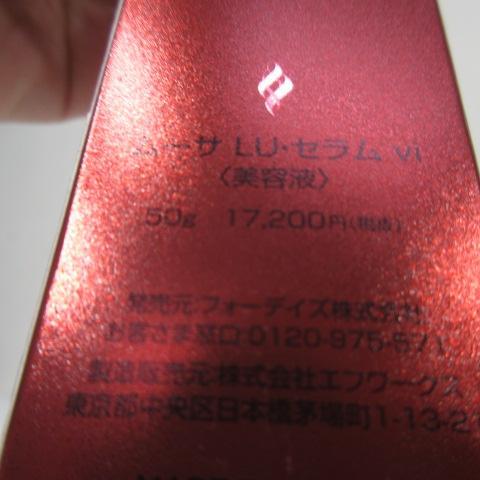 LU・セラム vi
〈美容液〉
50g 17,200円(税抜)
発売元:フォーデイズ株式会社
お客さま窓口:0120-975-571
製造販売元:株式会社エフワークス
東京都中央区日本橋茅場町1-13-2